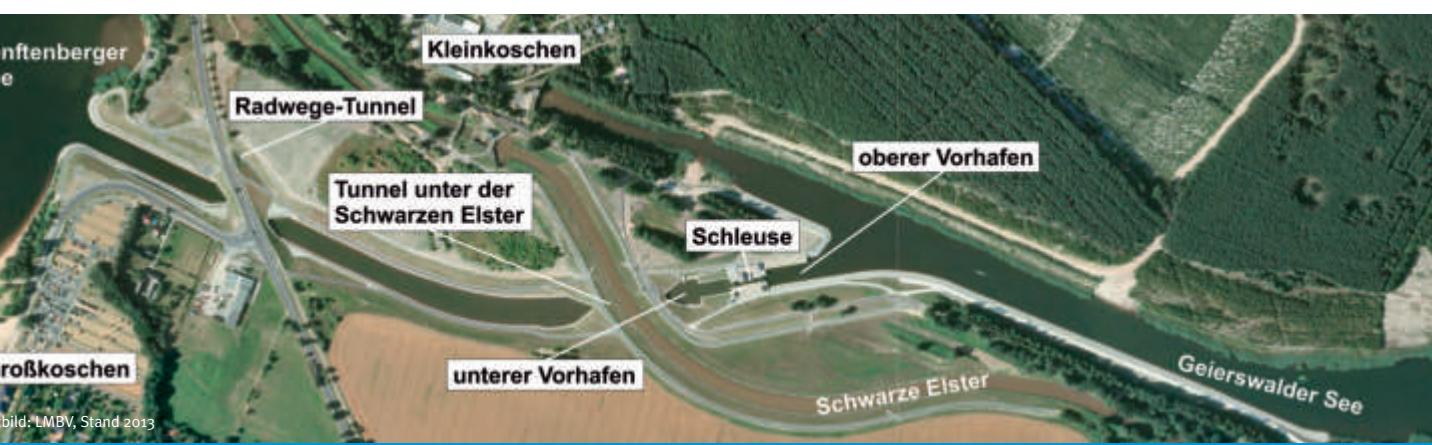 nftenberger
e
Kleinkoschen
Radwege-Tunnel
oberer Vorhafen
Tunnel unter der
Schwarzen Elster
Schleuse
roßkoschen
unterer Vorhafen
Schwarze Elster
Geierswalder See
bild: LMBV, Stand 2013